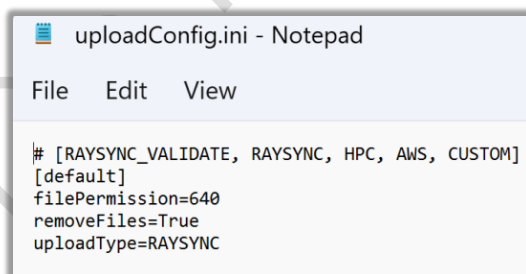 uploadConfig.ini - Notepad
File Edit View
# [RAYSYNC_VALIDATE, RAYSYNC, HPC, AWS, CUSTOM]
[default]
filePermission=640
removeFiles=True
uploadType=RAYSYNC